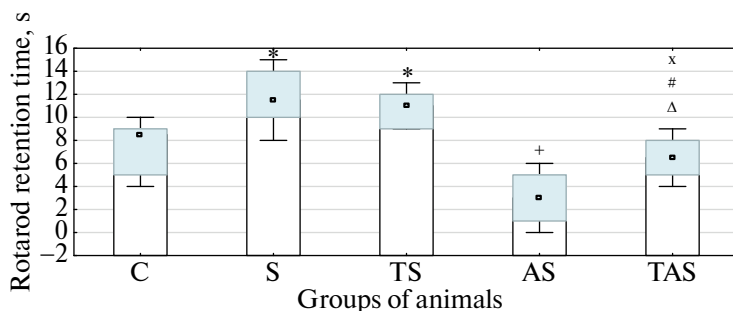 Rotarod retention time, s
16
14
12
10
8
6
4
2
0
−2
*
*
+
x
#
Δ
C S TS AS TAS
Groups of animals